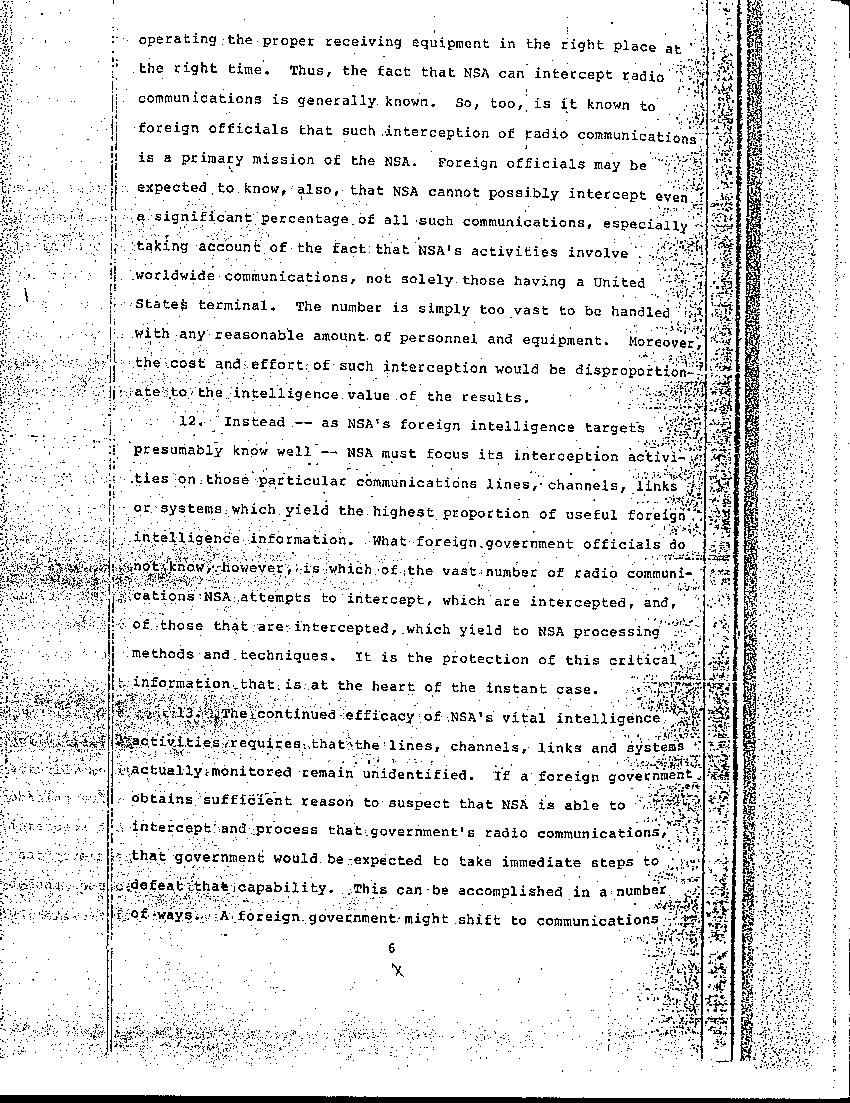 operating the proper receiving equipment in the right place at
the right time. Thus, the fact that NSA can intercept radio
communications is generally known. So, too, is it known to
foreign officials that such interception of radio communications
is a primary mission of the NSA. Foreign officials may be
expected to know, also, that NSA cannot possibly intercept even
a significant percentage of all such communications, especially
taking account of the fact that NSA's activities involve
worldwide communications, not solely those having a United
States terminal. The number is simply too vast to be handled
with any reasonable amount of personnel and equipment. Moreover,
the cost and effort of such interception would be disproportion-
ate to the intelligence value of the results.
12. Instead -- as NSA's foreign intelligence targets
presumably know well -- NSA must focus its interception activi-
ties on those particular communications lines, channels, links
or systems which yield the highest proportion of useful foreign
intelligence information. What foreign government officials do
not know, however, is which of the vast number of radio communi-
cations NSA attempts to intercept, which are intercepted, and,
of those that are intercepted, which yield to NSA processing
methods and techniques. It is the protection of this critical
information that is at the heart of the instant case.
13. The continued efficacy of NSA's vital intelligence
activities requires that the lines, channels, links and systems
actually monitored remain unidentified. If a foreign government
obtains sufficient reason to suspect that NSA is able to
intercept and process that government's radio communications,
that government would be expected to take immediate steps to
defeat that capability. This can be accomplished in a number
of ways. A foreign government might shift to communications
6
X